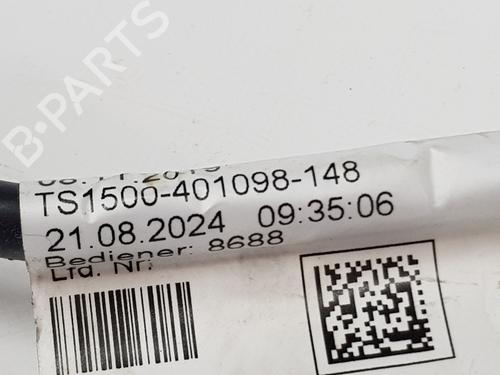 TS1500-401098-148
21.08.2024 09:35:06
Bediener: 8688
Lfd. Nr:
B-PARTS